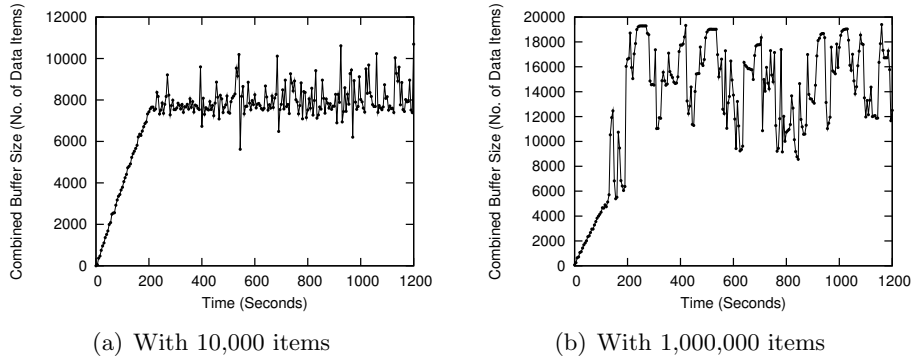 Combined Buffer Size (No. of Data Items)
12000
10000
8000
6000
4000
2000
0
0 200 400 600 800 1000 1200
Time (Seconds)
(a) With 10,000 items
Combined Buffer Size (No. of Data Items)
20000
18000
16000
14000
12000
10000
8000
6000
4000
2000
0
0 200 400 600 800 1000 1200
Time (Seconds)
(b) With 1,000,000 items